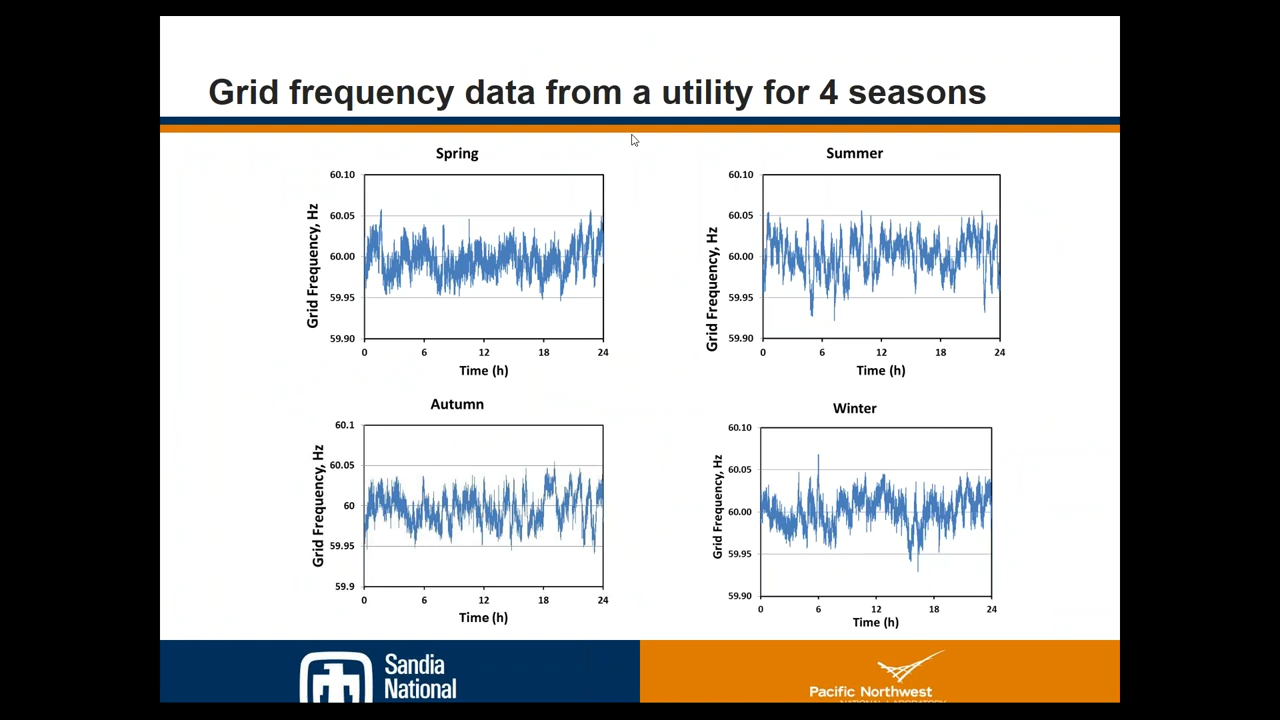 Grid frequency data from a utility for 4 seasons
Spring
60.10
60.05
60.00
59.95
59.90
Grid Frequency, Hz
0 6 12 18 24
Time (h)
Summer
60.10
60.05
60.00
59.95
59.90
Grid Frequency, Hz
0 6 12 18 24
Time (h)
Autumn
60.1
60.05
60
59.95
59.9
Grid Frequency, Hz
0 6 12 18 24
Time (h)
Winter
60.10
60.05
60.00
59.95
59.90
Grid Frequency, Hz
0 6 12 18 24
Time (h)
Sandia
National
Pacific Northwest
NATIONAL LABORATORY